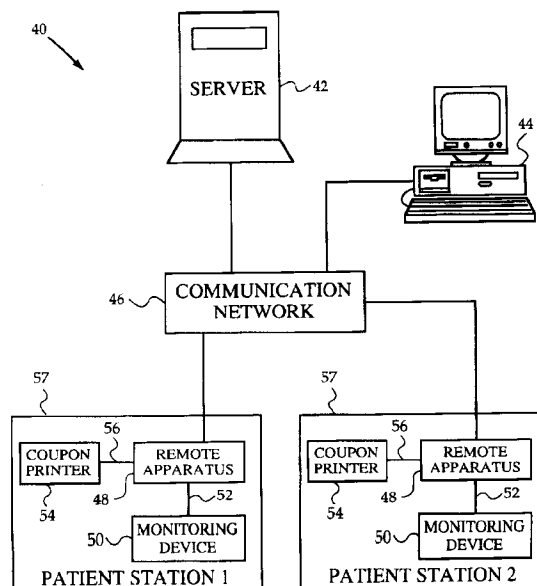 40
SERVER
42
44
46
COMMUNICATION
NETWORK
57
COUPON
PRINTER
56
REMOTE
APPARATUS
54
48
52
50
MONITORING
DEVICE
PATIENT STATION 1
57
COUPON
PRINTER
56
REMOTE
APPARATUS
54
48
52
50
MONITORING
DEVICE
PATIENT STATION 2